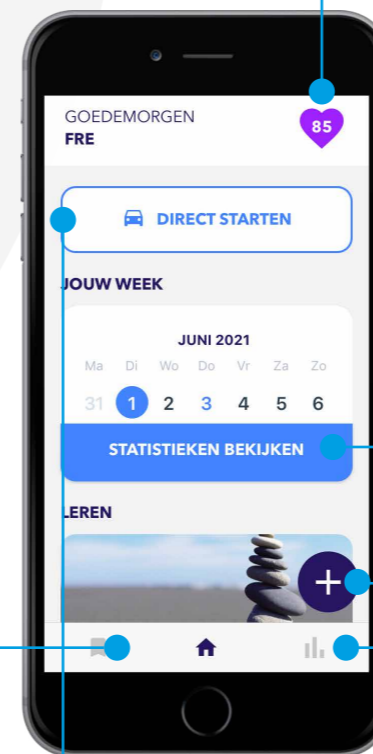 GOEDEMORGEN
FRE
85
DIRECT STARTEN
JOUW WEEK
JUNI 2021
Ma Di Wo Do Vr Za Zo
31 1 2 3 4 5 6
STATISTIEKEN BEKIJKEN
LEREN
+